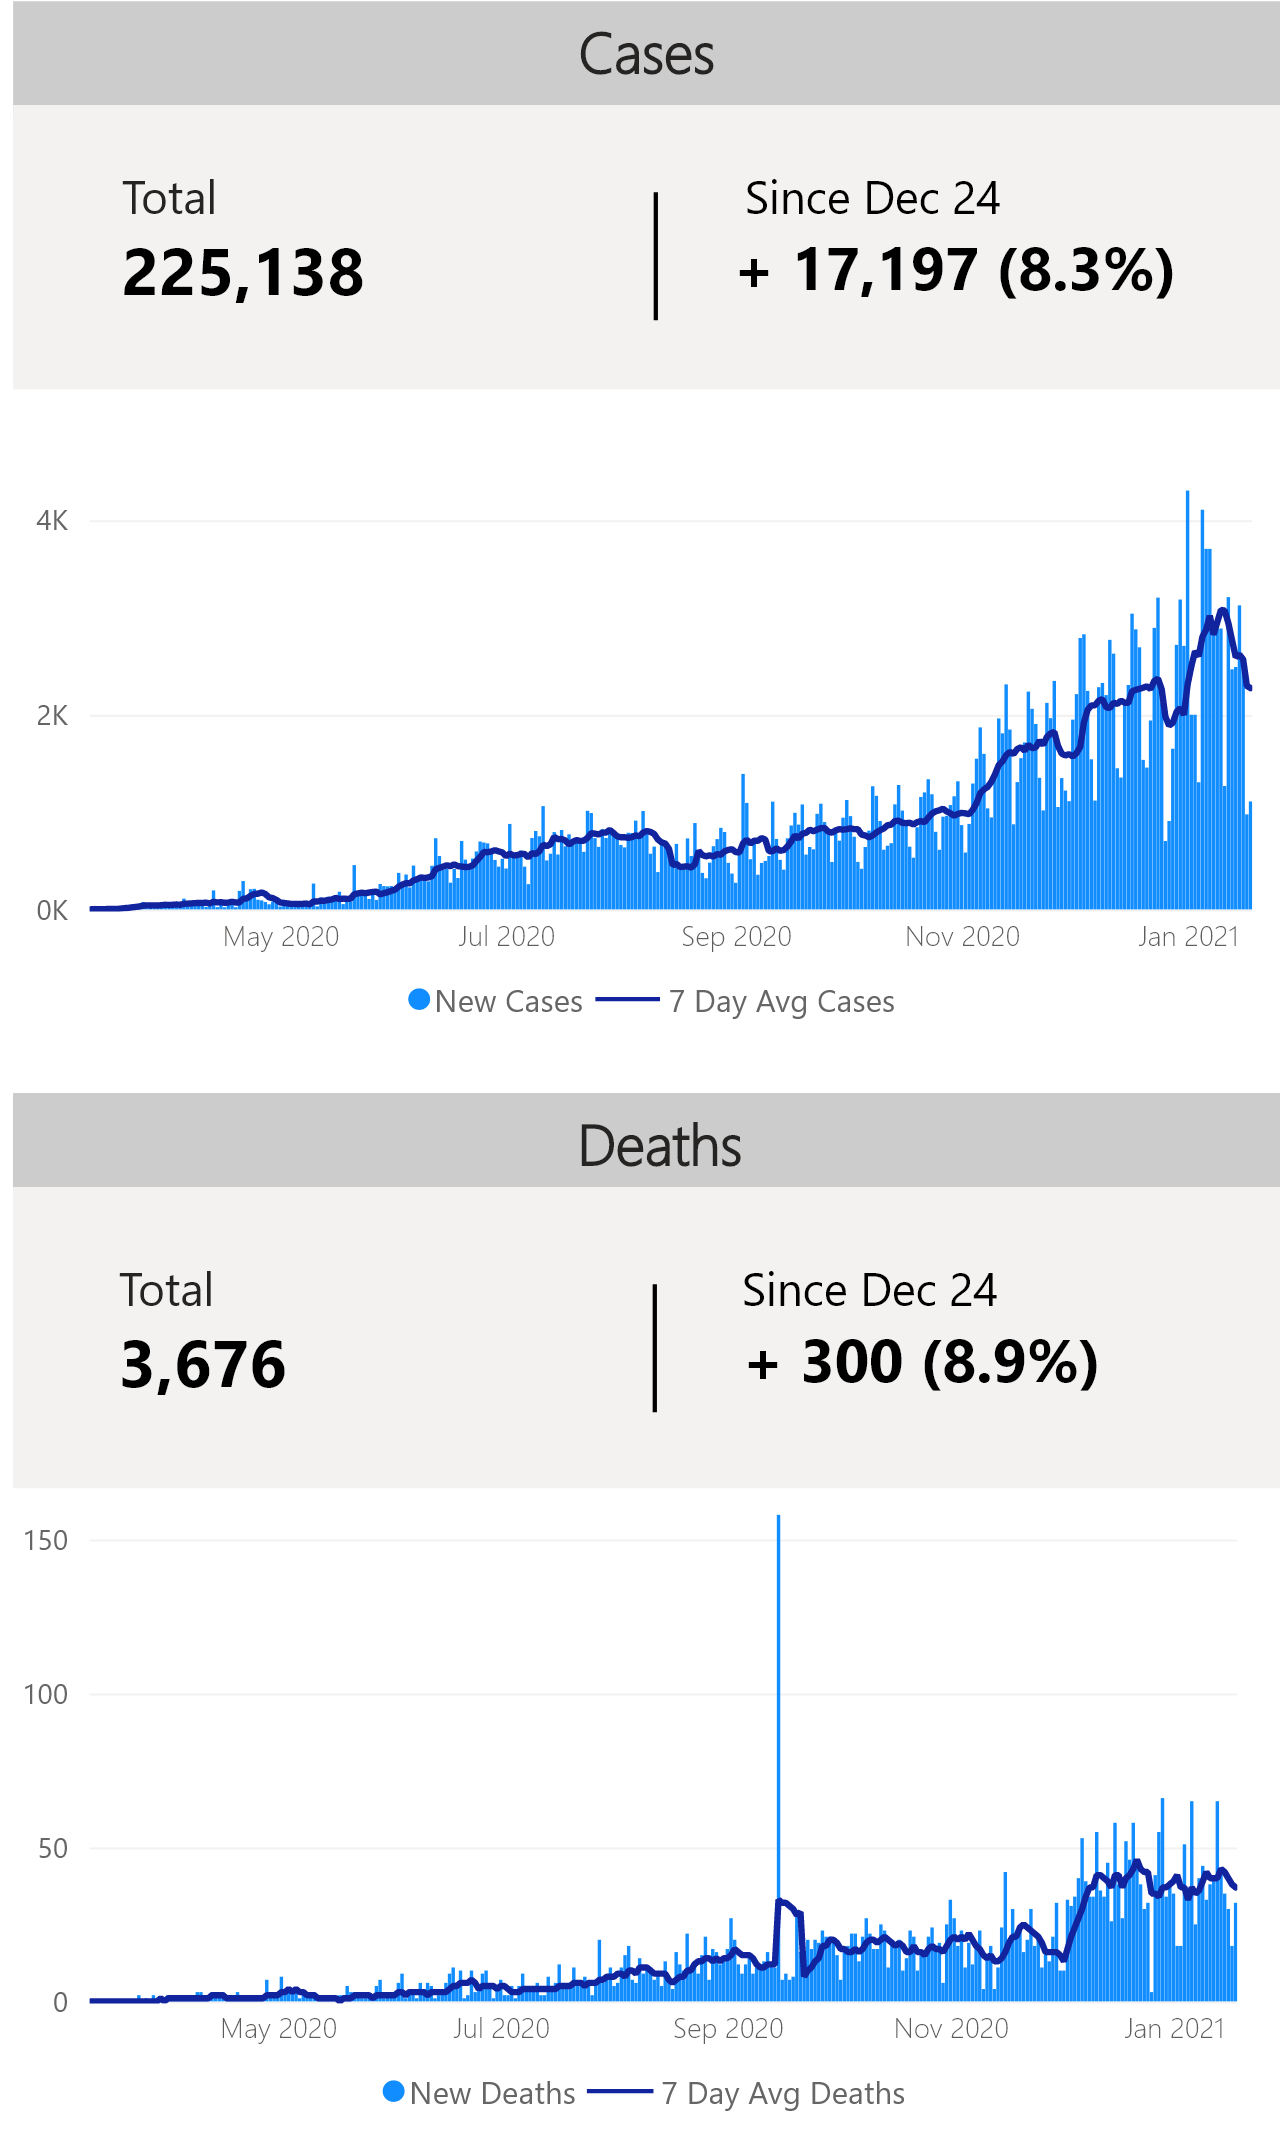 Cases
Total
225,138
Since Dec 24
+ 17,197 (8.3%)
4K
2K
0K
May 2020 Jul 2020 Sep 2020 Nov 2020 Jan 2021
New Cases 7 Day Avg Cases
Deaths
Total
3,676
Since Dec 24
+ 300 (8.9%)
150
100
50
0
May 2020 Jul 2020 Sep 2020 Nov 2020 Jan 2021
New Deaths 7 Day Avg Deaths